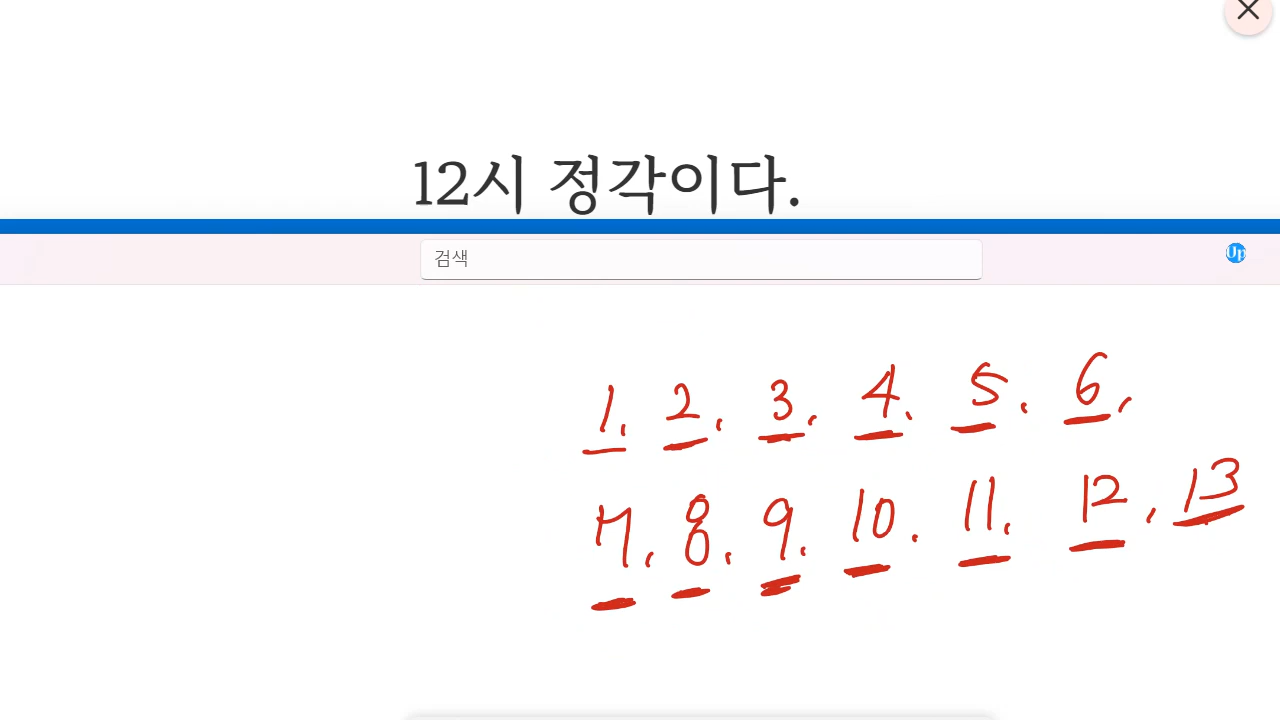 12시 정각이다.
검색
Up
1, 2, 3, 4, 5, 6,
7, 8, 9, 10, 11, 12, 13